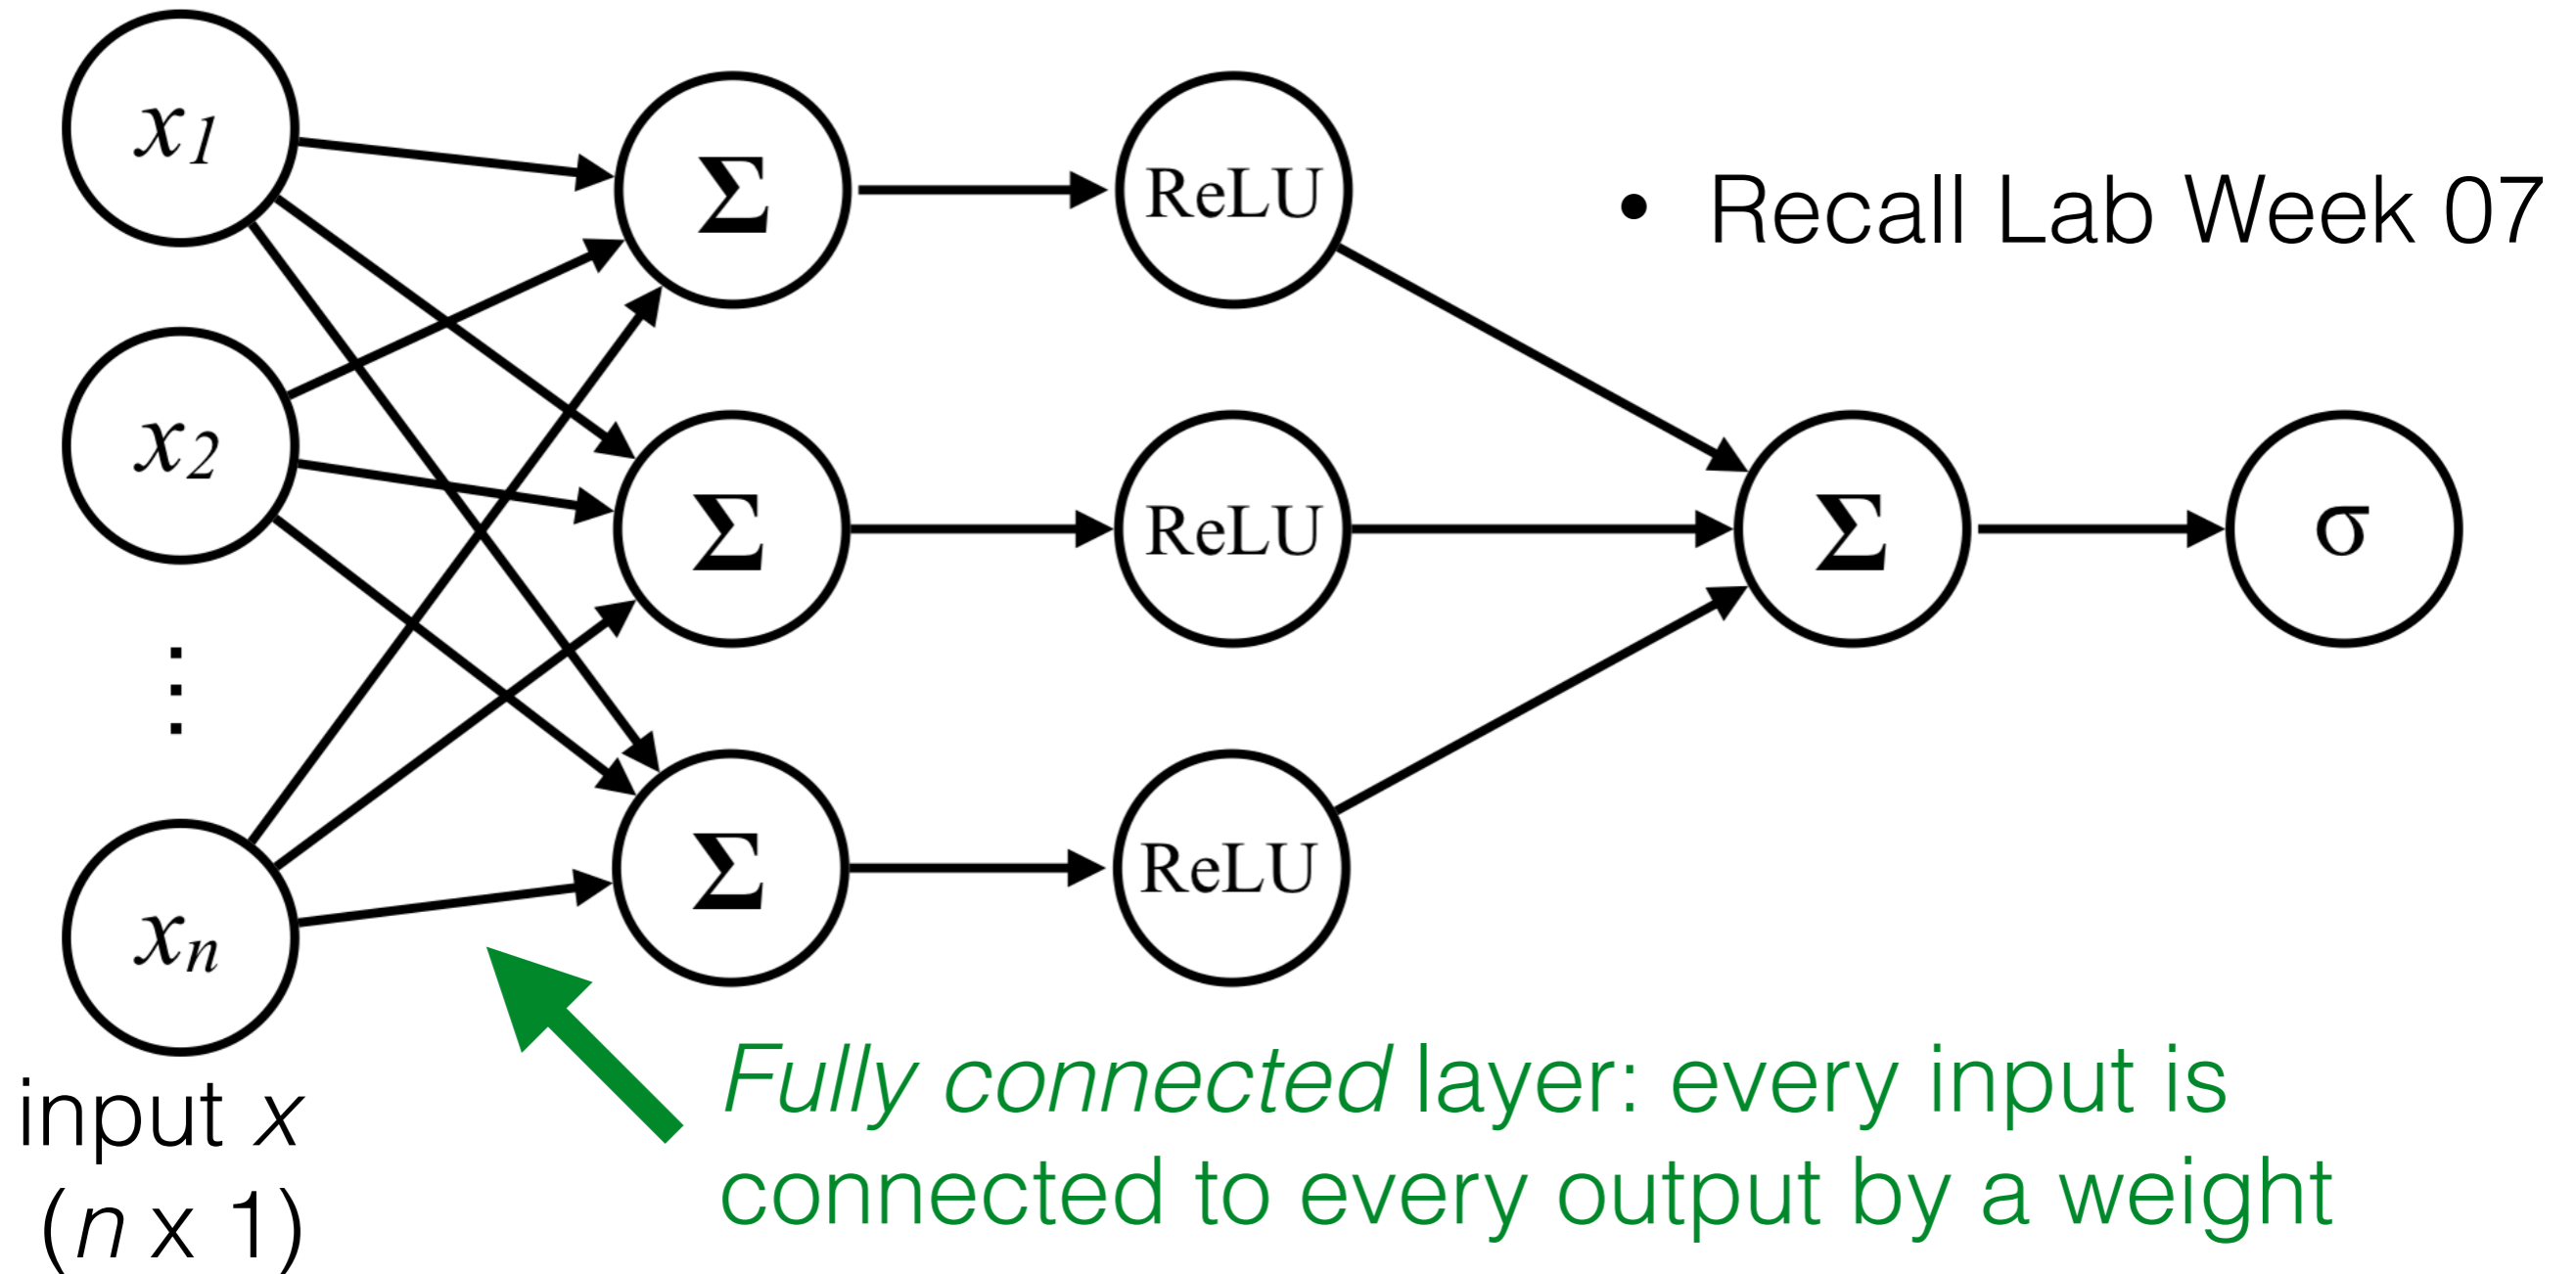 x1
Σ
ReLU
• Recall Lab Week 07
x2
Σ
ReLU
Σ
σ
⋮
xn
Σ
ReLU
input x
(n x 1)
Fully connected layer: every input is
connected to every output by a weight